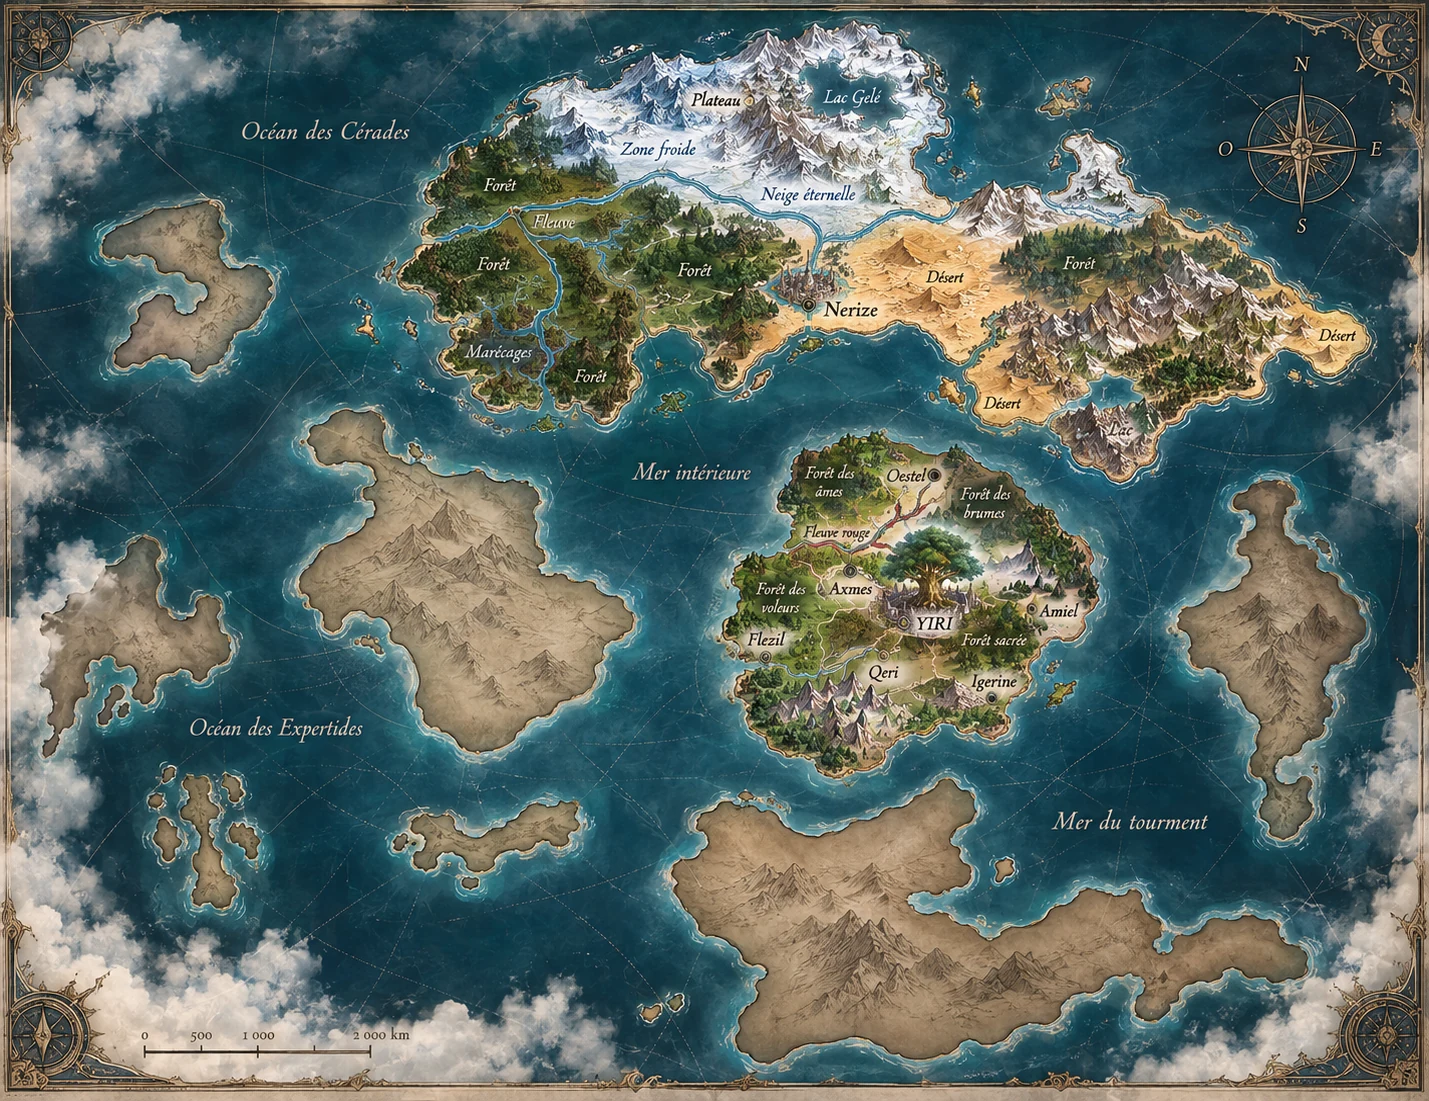 N
O
E
S
Océan des Cérades
Plateau
Lac Gelé
Zone froide
Neige éternelle
Forêt
Fleuve
Forêt
Forêt
Désert
Forêt
Nerize
Désert
Marécages
Forêt
Désert
Lac
Mer intérieure
Forêt des
âmes
Oestel
Forêt des
brumes
Fleuve rouge
Forêt des
voleurs
Axmes
YIRI
Amiel
Flezil
Forêt sacrée
Qeri
Igerine
Océan des Expertides
Mer du tourment
0 500 1 000 2 000 km